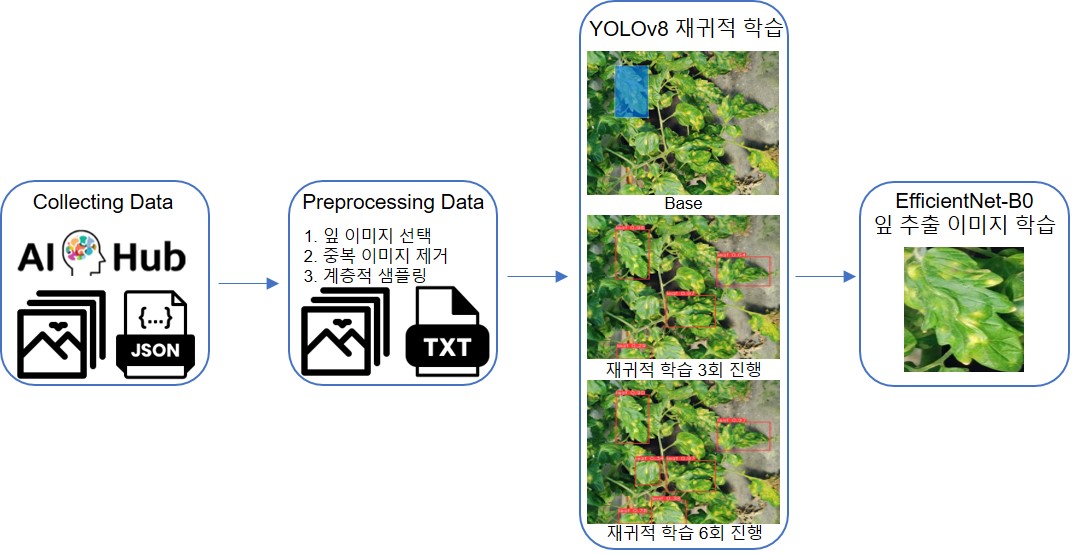 Collecting Data
AI Hub
{...}
JSON
Preprocessing Data
1. 잎 이미지 선택
2. 중복 이미지 제거
3. 계층적 샘플링
TXT
YOLOv8 재귀적 학습
Base
재귀적 학습 3회 진행
재귀적 학습 6회 진행
EfficientNet-B0
잎 추출 이미지 학습